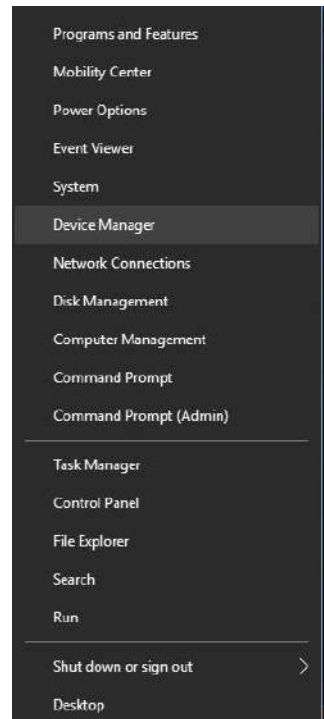 Programs and Features
Mobility Center
Power Options
Event Viewer
System
Device Manager
Network Connections
Disk Management
Computer Management
Command Prompt
Command Prompt (Admin)
Task Manager
Control Panel
File Explorer
Search
Run
Shut down or sign out
Desktop